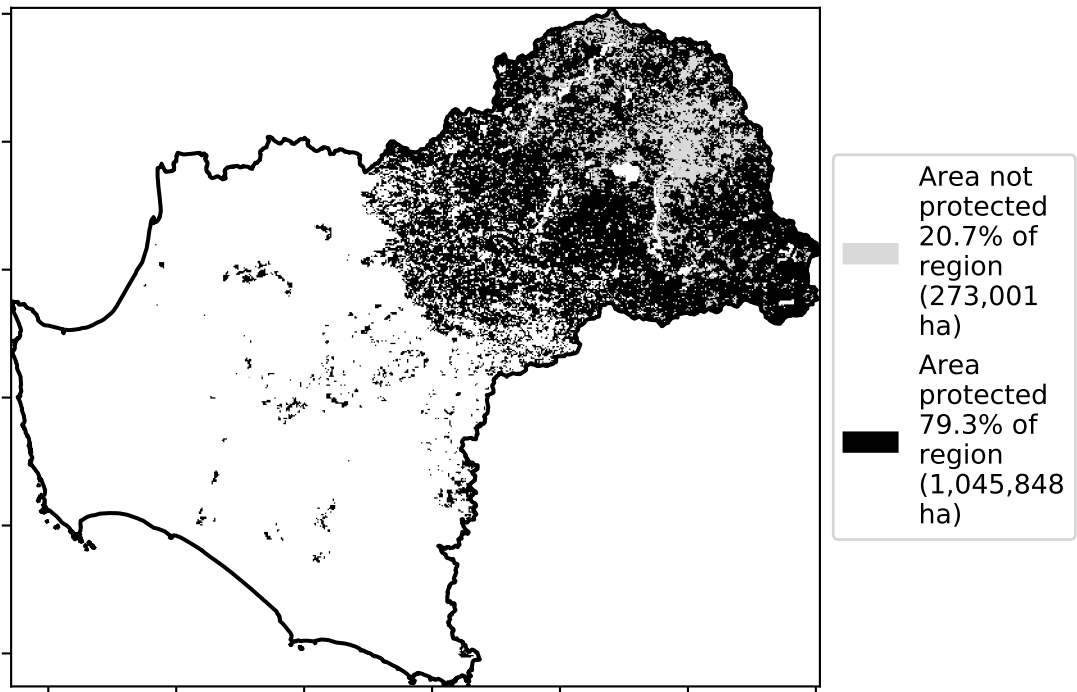 Area not
protected
20.7% of
region
(273,001
ha)
Area
protected
79.3% of
region
(1,045,848
ha)